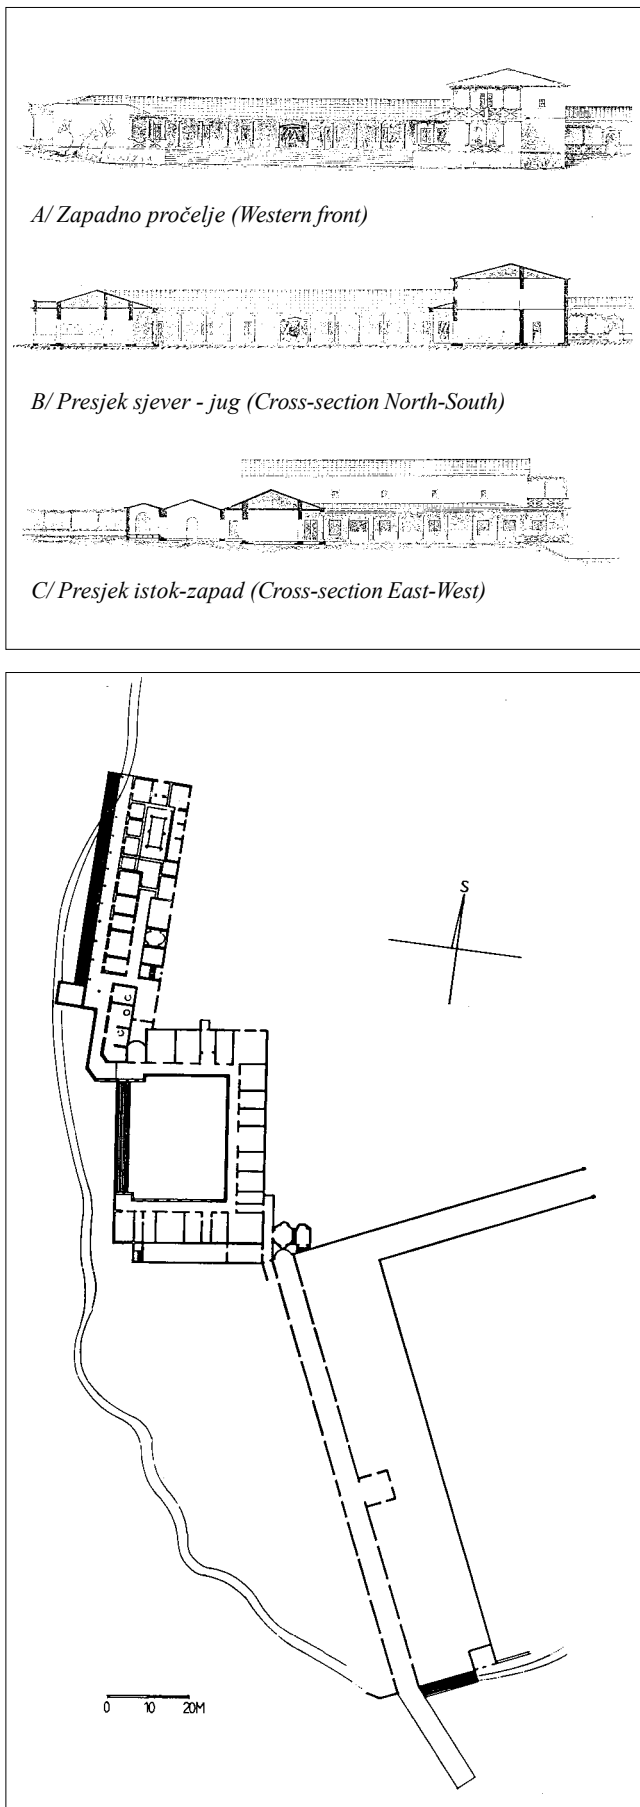 A/ Zapadno pročelje (Western front)
B/ Presjek sjever - jug (Cross-section North-South)
C/ Presjek istok-zapad (Cross-section East-West)
S
0 10 20M